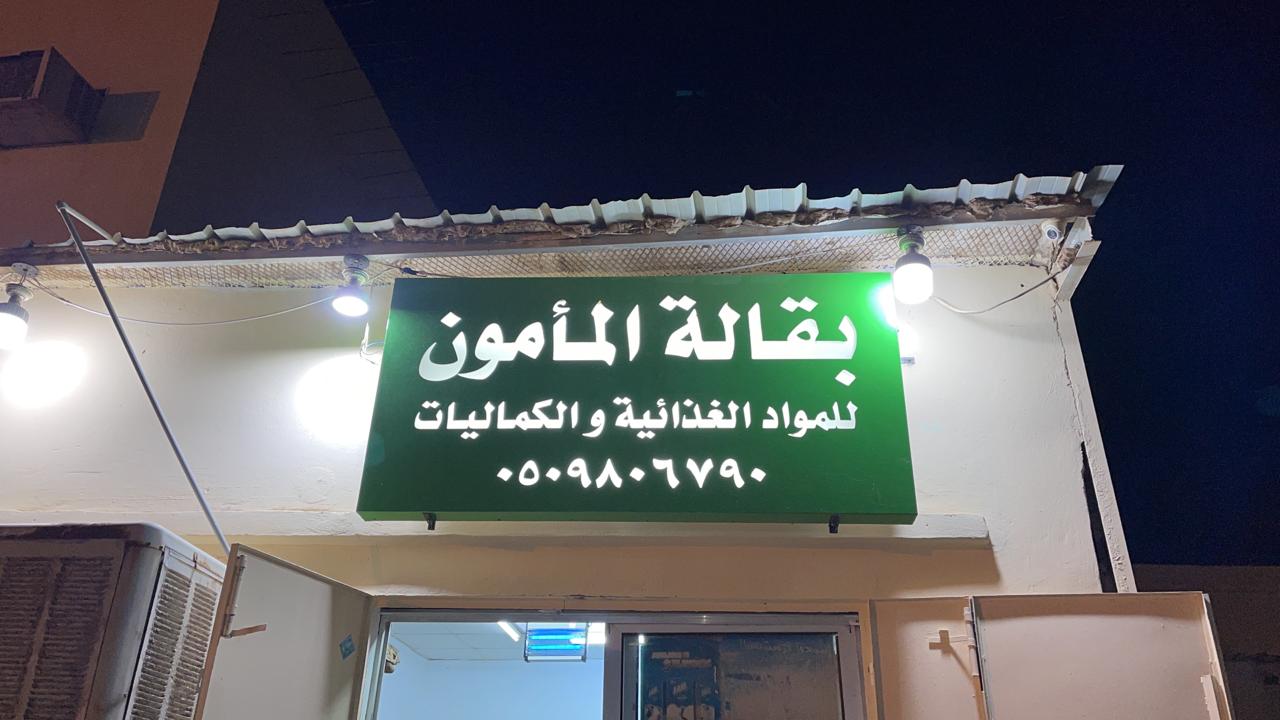 بقالة المأمون
للمواد الغذائية و الكماليات
٠٥٠٩٨٠٦٧٩٠